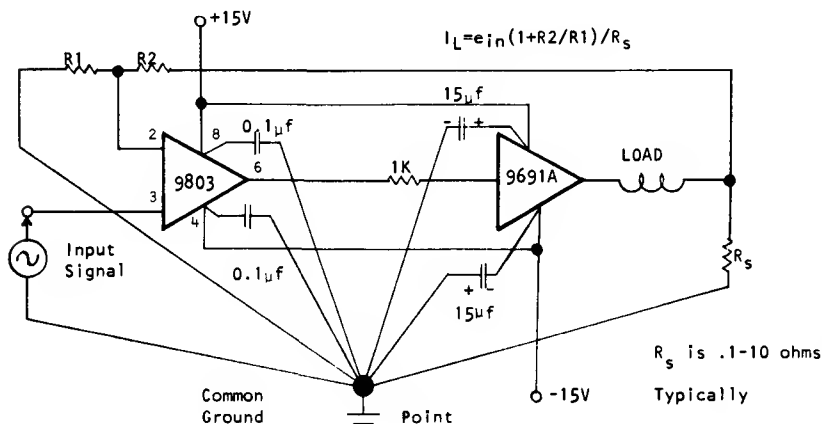 +15V
I_L=e_in(1+R2/R1)/R_s
R1
R2
15μf
2
8
0.1μf
- +
9803
6
1K
9691A
LOAD
3
4
Input
Signal
0.1μf
+
15μf
R_s
R_s is .1-10 ohms
Typically
-15V
Common
Ground
Point